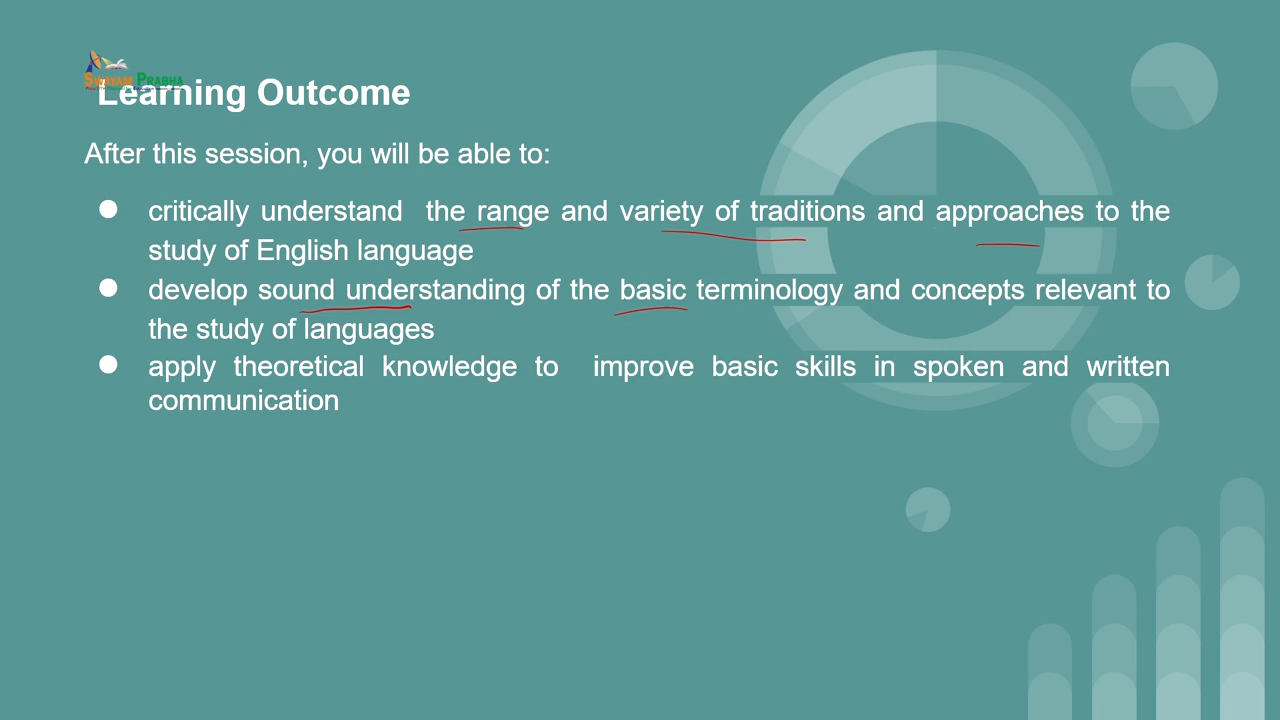 SWAYAM PRABHA
Learning Outcome
After this session, you will be able to:
● critically understand the range and variety of traditions and approaches to the
study of English language
● develop sound understanding of the basic terminology and concepts relevant to
the study of languages
● apply theoretical knowledge to improve basic skills in spoken and written
communication